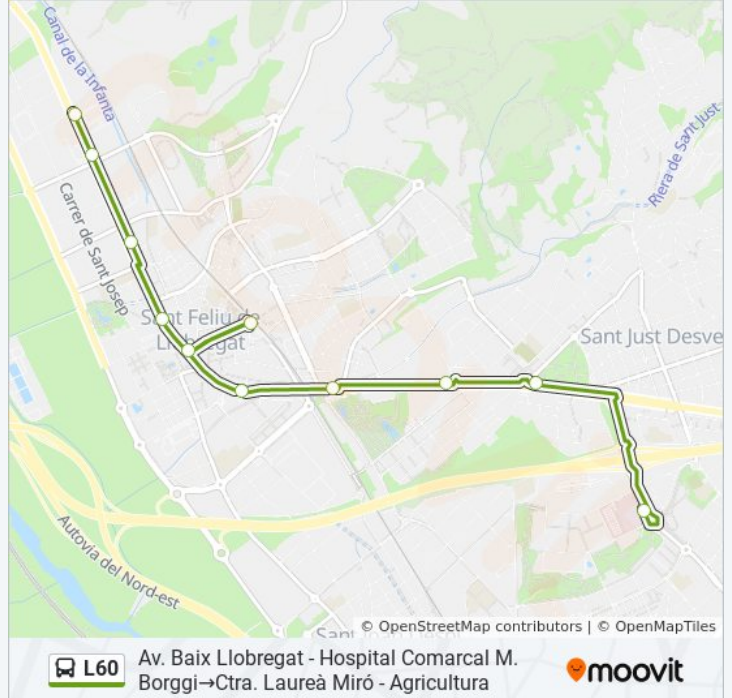 Canal de la Infanta
Riera de Sant Just
Carrer de Sant Josep
Sant Feliu de
Llobregat
Sant Just Desve
Autovia del Nord-est
© OpenStreetMap contributors | © OpenMapTiles
L60
Av. Baix Llobregat - Hospital Comarcal M.
Borggi→Ctra. Laureà Miró - Agricultura
moovit